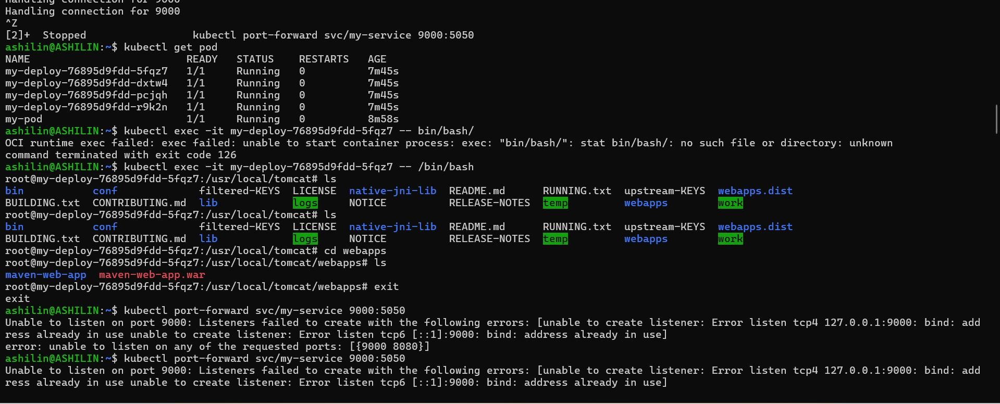 Handling connection for 9000
Handling connection for 9000
^Z
[2]+  Stopped                 kubectl port-forward svc/my-service 9000:5050
ashilin@ASHILIN:~$ kubectl get pod
NAME                         READY   STATUS    RESTARTS   AGE
my-deploy-76895d9fdd-5fqz7   1/1     Running   0          7m45s
my-deploy-76895d9fdd-dxtw4   1/1     Running   0          7m45s
my-deploy-76895d9fdd-pcjqh   1/1     Running   0          7m45s
my-deploy-76895d9fdd-r9k2n   1/1     Running   0          7m45s
my-pod                       1/1     Running   0          8m58s
ashilin@ASHILIN:~$ kubectl exec -it my-deploy-76895d9fdd-5fqz7 -- bin/bash/
OCI runtime exec failed: exec failed: unable to start container process: exec: "bin/bash/": stat bin/bash/: no such file or directory: unknown
command terminated with exit code 126
ashilin@ASHILIN:~$ kubectl exec -it my-deploy-76895d9fdd-5fqz7 -- /bin/bash
root@my-deploy-76895d9fdd-5fqz7:/usr/local/tomcat# ls
bin           conf             filtered-KEYS  LICENSE  native-jni-lib  README.md      RUNNING.txt  upstream-KEYS  webapps.dist
BUILDING.txt  CONTRIBUTING.md  lib            logs     NOTICE          RELEASE-NOTES  temp         webapps        work
root@my-deploy-76895d9fdd-5fqz7:/usr/local/tomcat# ls
bin           conf             filtered-KEYS  LICENSE  native-jni-lib  README.md      RUNNING.txt  upstream-KEYS  webapps.dist
BUILDING.txt  CONTRIBUTING.md  lib            logs     NOTICE          RELEASE-NOTES  temp         webapps        work
root@my-deploy-76895d9fdd-5fqz7:/usr/local/tomcat# cd webapps
root@my-deploy-76895d9fdd-5fqz7:/usr/local/tomcat/webapps# ls
maven-web-app  maven-web-app.war
root@my-deploy-76895d9fdd-5fqz7:/usr/local/tomcat/webapps# exit
exit
ashilin@ASHILIN:~$ kubectl port-forward svc/my-service 9000:5050
Unable to listen on port 9000: Listeners failed to create with the following errors: [unable to create listener: Error listen tcp4 127.0.0.1:9000: bind: add
ress already in use unable to create listener: Error listen tcp6 [::1]:9000: bind: address already in use]
error: unable to listen on any of the requested ports: [{9000 8080}]
ashilin@ASHILIN:~$ kubectl port-forward svc/my-service 9000:5050
Unable to listen on port 9000: Listeners failed to create with the following errors: [unable to create listener: Error listen tcp4 127.0.0.1:9000: bind: add
ress already in use unable to create listener: Error listen tcp6 [::1]:9000: bind: address already in use]